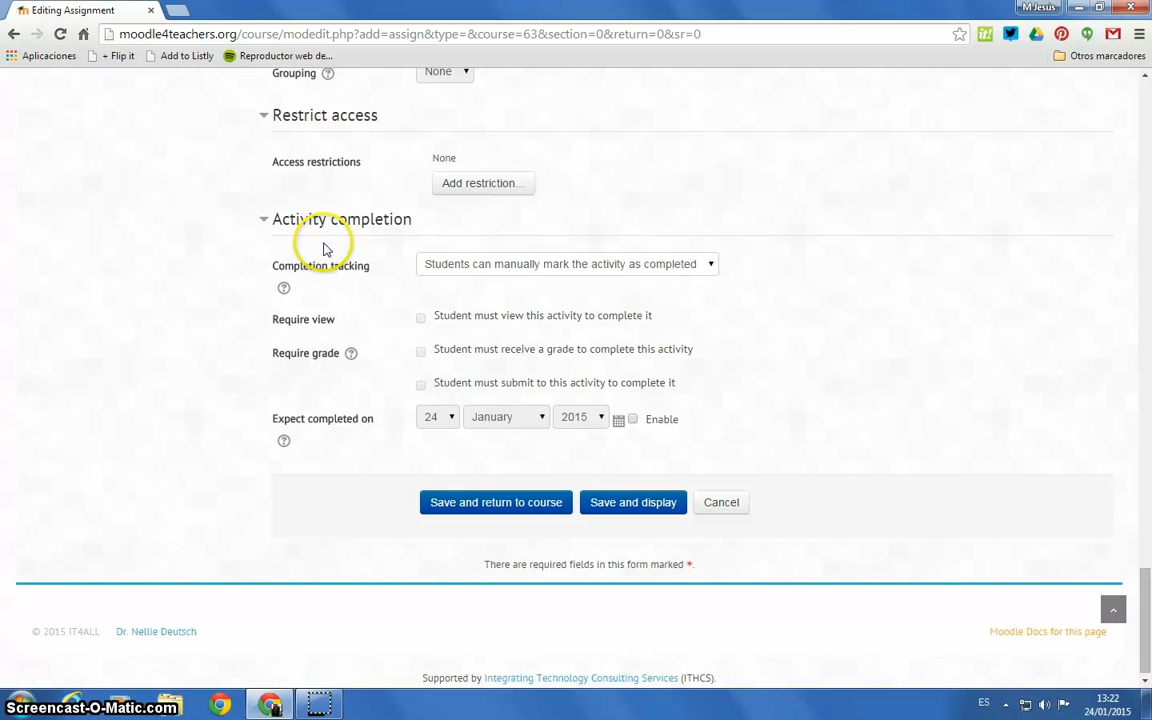 Editing Assignment
M Jesús
moodle4teachers.org/course/modedit.php?add=assign&type=&course=63&section=0&return=0&sr=0
Aplicaciones + Flip it Add to Listly Reproductor web de... Otros marcadores
Grouping None
Restrict access
Access restrictions None
Add restriction...
Activity completion
Completion tracking Students can manually mark the activity as completed
Require view Student must view this activity to complete it
Require grade Student must receive a grade to complete this activity
Student must submit to this activity to complete it
Expect completed on 24 January 2015 Enable
Save and return to course Save and display Cancel
There are required fields in this form marked *.
© 2015 IT4ALL Dr. Nellie Deutsch Moodle Docs for this page
Supported by Integrating Technology Consulting Services (ITHCS).
ES 13:22
Screencast-O-Matic.com 24/01/2015